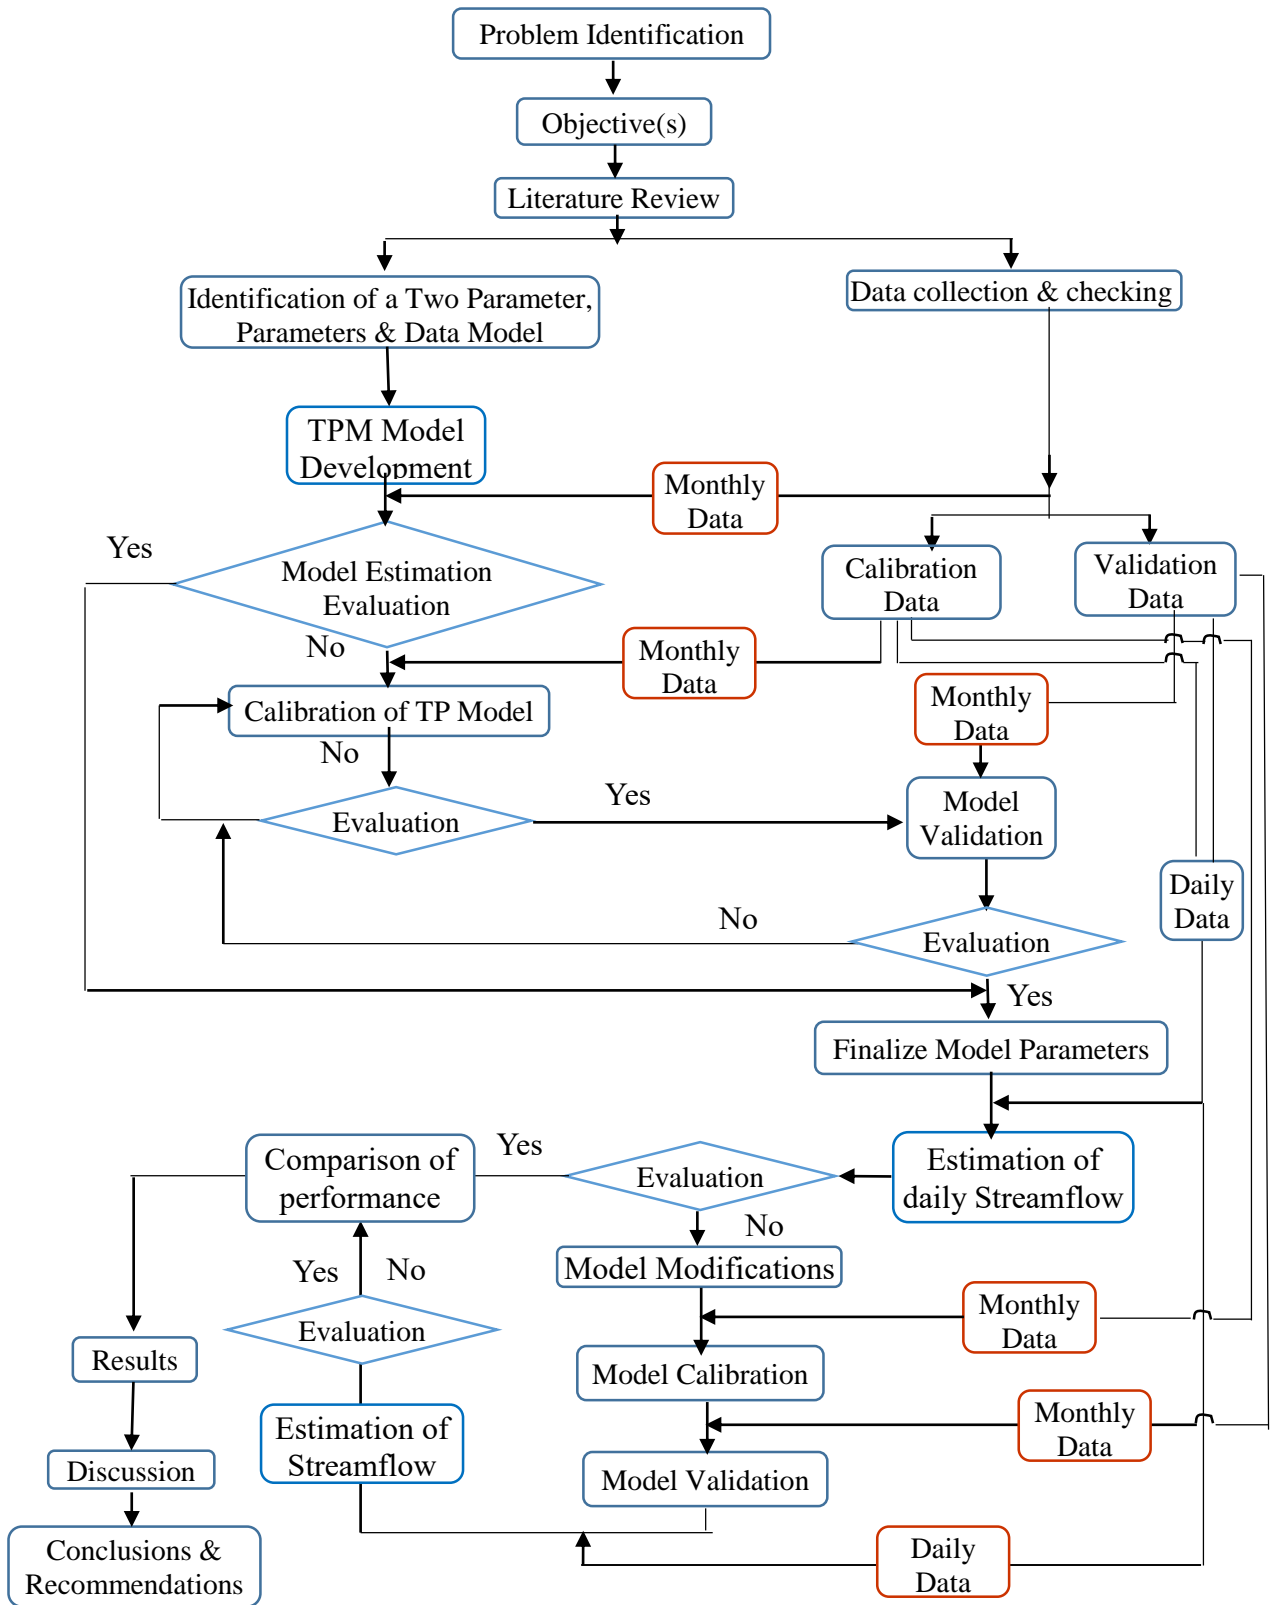 Problem Identification
Objective(s)
Literature Review
Identification of a Two Parameter,
Parameters & Data Model
Data collection & checking
TPM Model
Development
Monthly
Data
Yes
Model Estimation
Evaluation
Calibration
Data
Validation
Data
No
Monthly
Data
Calibration of TP Model
Monthly
Data
No
Evaluation
Yes
Model
Validation
Daily
Data
No
Evaluation
Yes
Finalize Model Parameters
Comparison of
performance
Yes
Evaluation
Estimation of
daily Streamflow
No
Yes
No
Model Modifications
Evaluation
Monthly
Data
Results
Model Calibration
Estimation of
Streamflow
Monthly
Data
Discussion
Model Validation
Conclusions &
Recommendations
Daily
Data